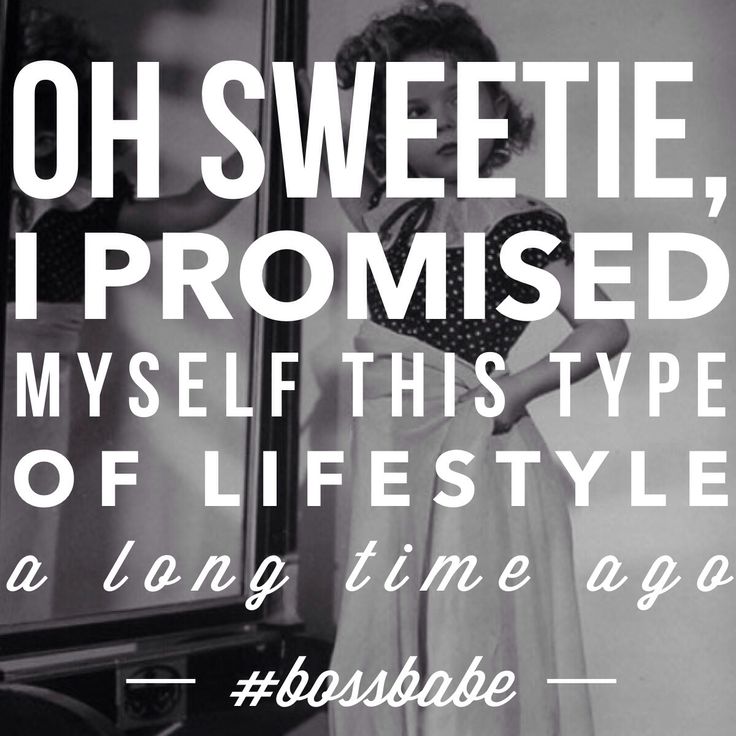 OH SWEETIE,
I PROMISED
MYSELF THIS TYPE
OF LIFESTYLE
a long time ago
— #bossbabe —